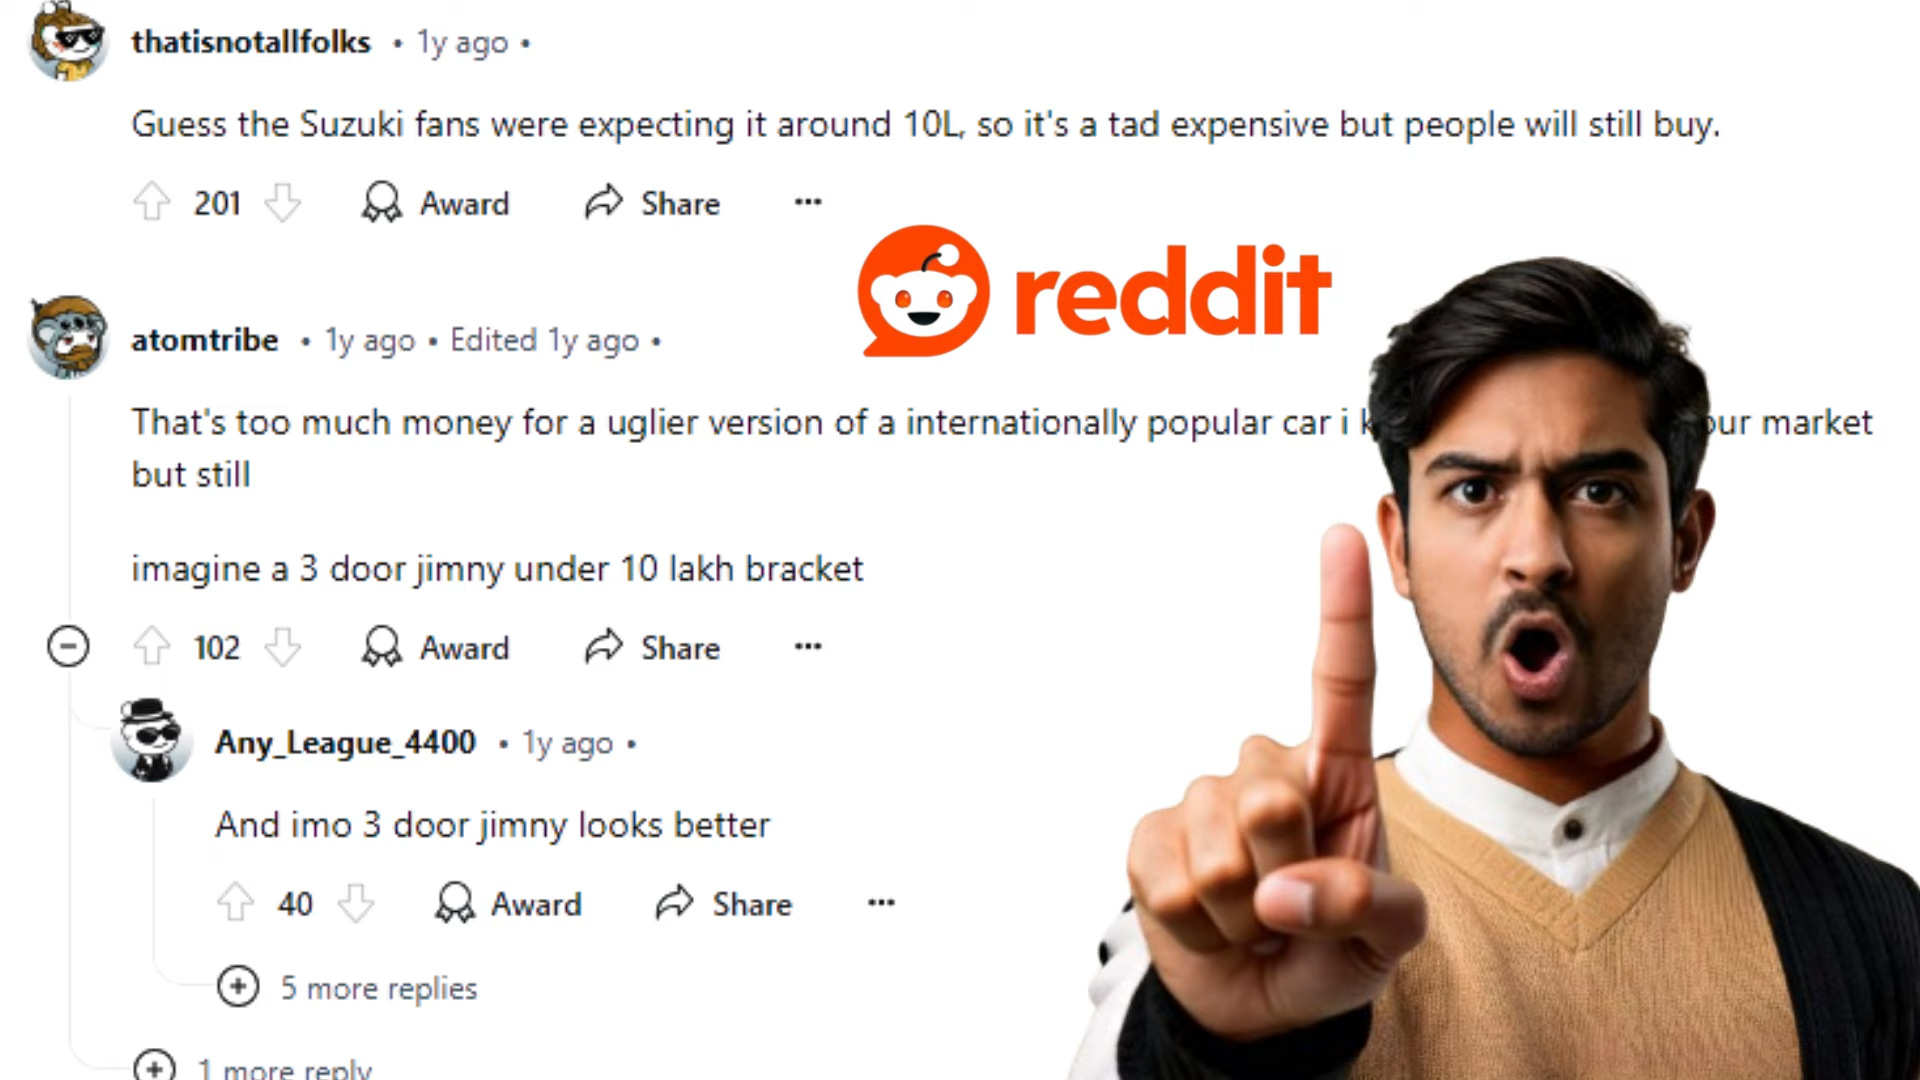 thatisnotallfolks • 1y ago •
Guess the Suzuki fans were expecting it around 10L, so it's a tad expensive but people will still buy.
201 Award Share ...
reddit
atomtribe • 1y ago • Edited 1y ago •
That's too much money for a uglier version of a internationally popular car i our market
but still
imagine a 3 door jimny under 10 lakh bracket
102 Award Share ...
Any_League_4400 • 1y ago •
And imo 3 door jimny looks better
40 Award Share ...
5 more replies
1 more reply